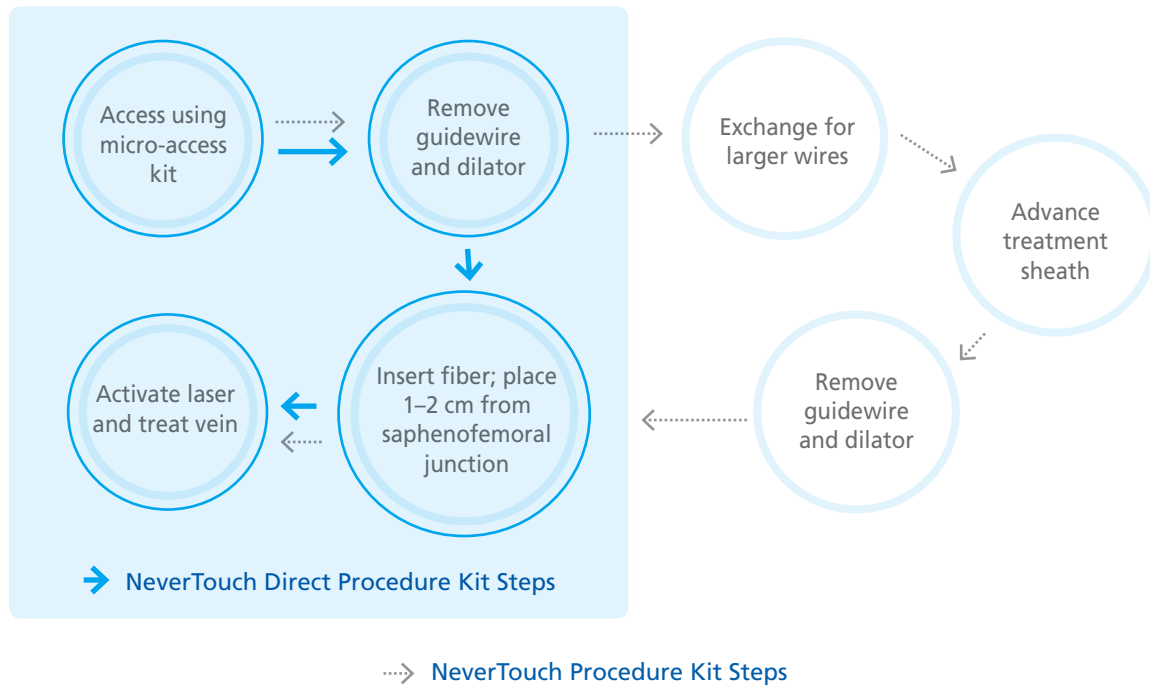 Access using
micro-access
kit
Remove
guidewire
and dilator
Exchange for
larger wires
Advance
treatment
sheath
Remove
guidewire
and dilator
Insert fiber; place
1–2 cm from
saphenofemoral
junction
Activate laser
and treat vein
NeverTouch Direct Procedure Kit Steps
NeverTouch Procedure Kit Steps